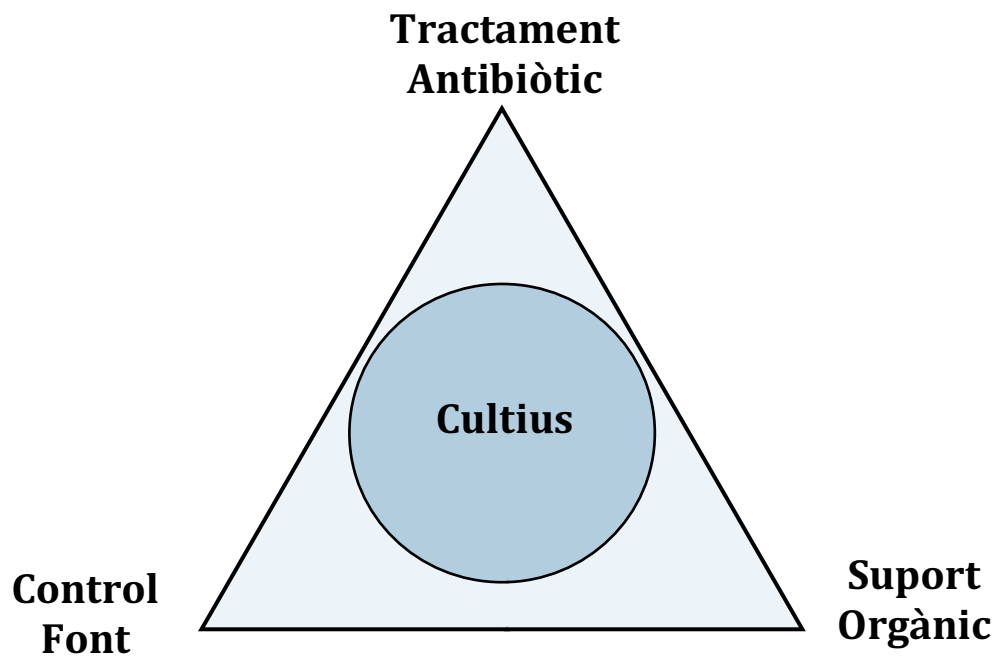 Tractament
Antibiòtic
Cultius
Control
Font
Suport
Orgànic